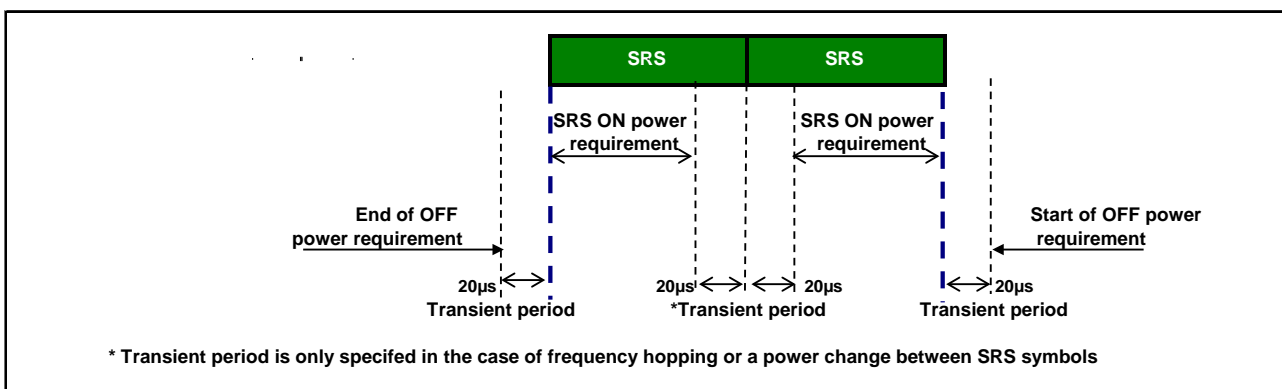 SRS SRS
SRS ON power requirement
SRS ON power requirement
End of OFF power requirement
Start of OFF power requirement
20µs 20µs 20µs 20µs
Transient period *Transient period Transient period
* Transient period is only specifed in the case of frequency hopping or a power change between SRS symbols